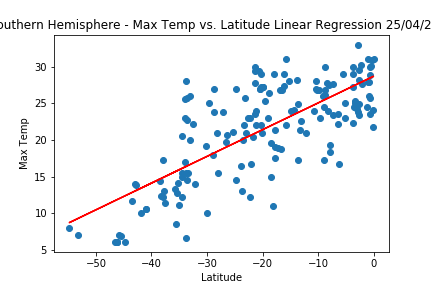 outhern Hemisphere - Max Temp vs. Latitude Linear Regression 25/04/2
30
25
20
15
10
5
Max Temp
−50 −40 −30 −20 −10 0
Latitude